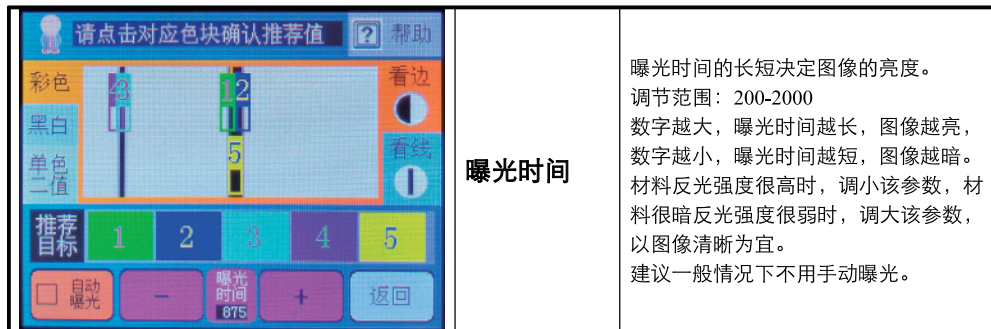 请点击对应色块确认推荐值 ? 帮助
彩色
黑白
单色
二值
4 3 1 2
5
看边
看线
推荐
目标
1 2 3 4 5
自动
曝光
-
曝光
时间
875
+
返回
曝光时间
曝光时间的长短决定图像的亮度。
调节范围：200-2000
数字越大，曝光时间越长，图像越亮，
数字越小，曝光时间越短，图像越暗。
材料反光强度很高时，调小该参数，材
料很暗反光强度很弱时，调大该参数，
以图像清晰为宜。
建议一般情况下不用手动曝光。